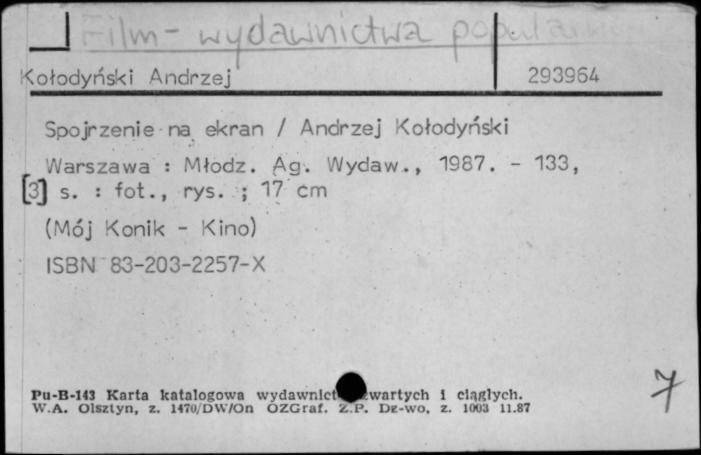 Film - wydawnictwa popularn
Kołodyński Andrzej 293964
Spojrzenie na ekran / Andrzej Kołodyński
Warszawa : Młodz. Ag. Wydaw., 1987. - 133,
[3] s. : fot., rys. ; 17 cm
(Mój Konik - Kino)
ISBN 83-203-2257-X
7
Pu-B-143 Karta katalogowa wydawnict zwartych i ciągłych.
W.A. Olsztyn, z. 1470/DW/On OZGraf. Z.P. Dz-wo, z. 1003 11.87